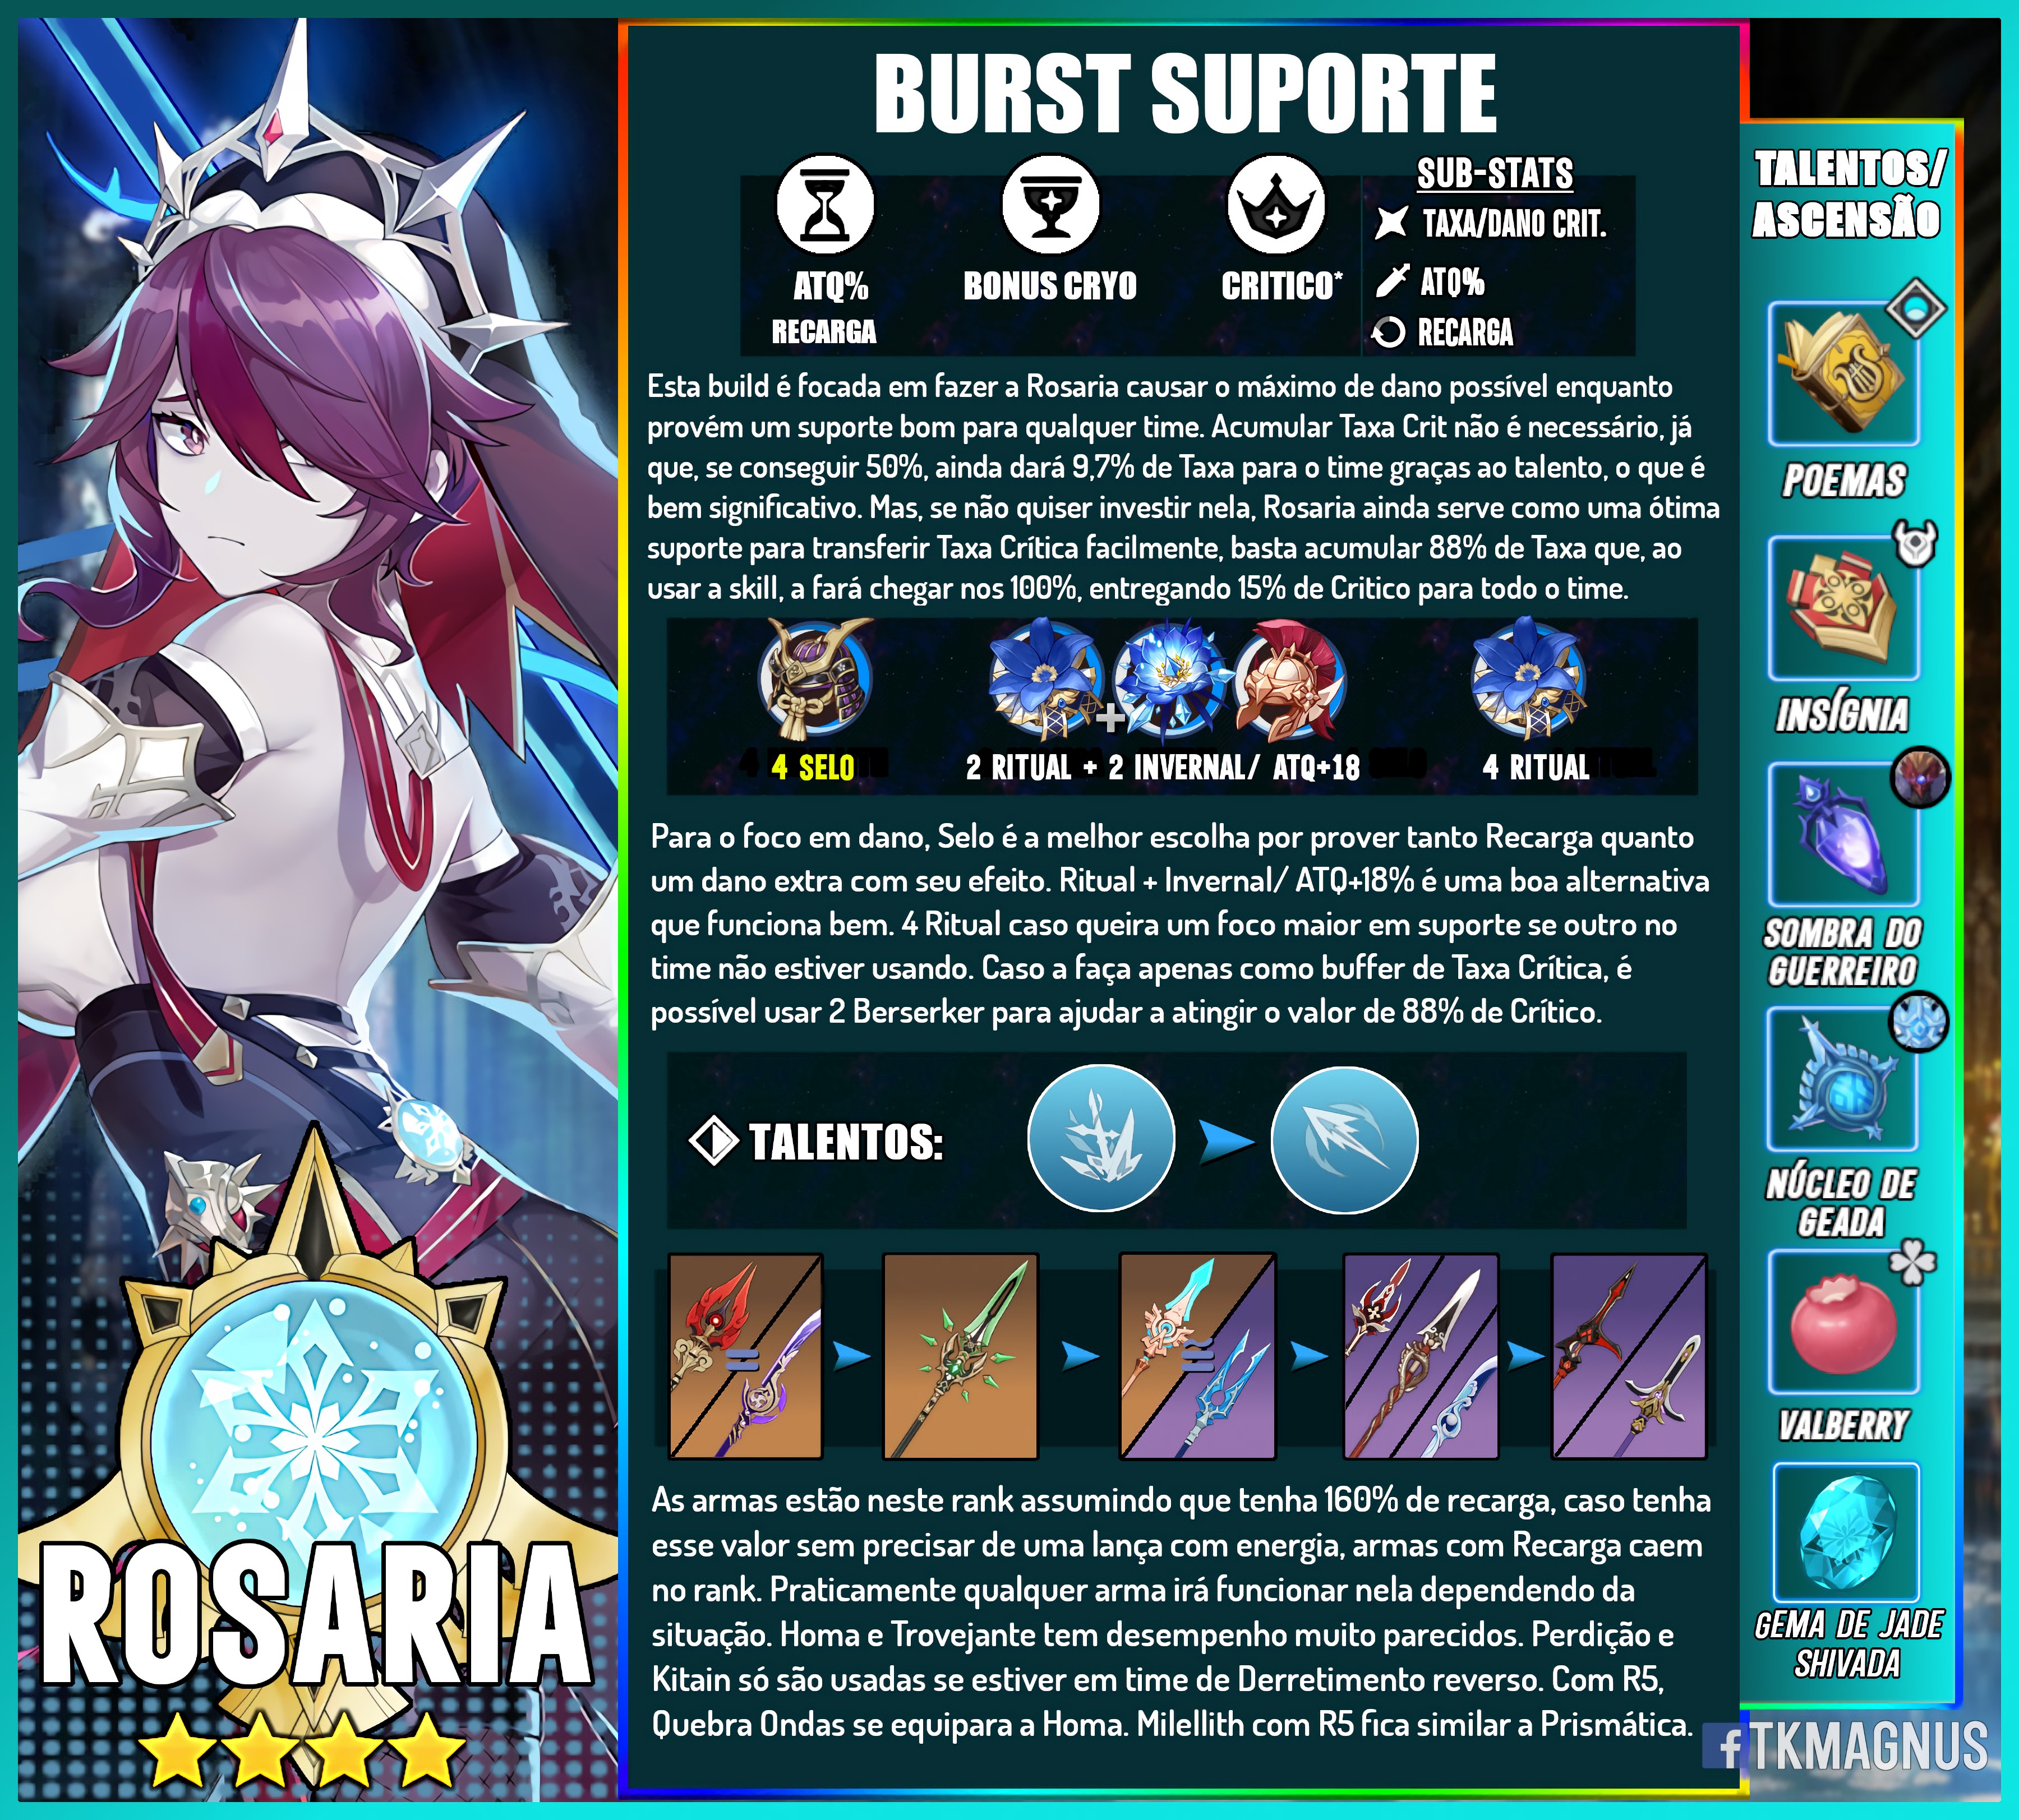 BURST SUPORTE
ATQ%
RECARGA
BONUS CRYO
CRITICO*
SUB-STATS
TAXA/DANO CRIT.
ATQ%
RECARGA
Esta build é focada em fazer a Rosaria causar o máximo de dano possível enquanto
provém um suporte bom para qualquer time. Acumular Taxa Crit não é necessário, já
que, se conseguir 50%, ainda dará 9,7% de Taxa para o time graças ao talento, o que é
bem significativo. Mas, se não quiser investir nela, Rosaria ainda serve como uma ótima
suporte para transferir Taxa Crítica facilmente, basta acumular 88% de Taxa que, ao
usar a skill, a fará chegar nos 100%, entregando 15% de Critico para todo o time.
4 SELO
2 RITUAL + 2 INVERNAL/ ATQ+18
4 RITUAL
Para o foco em dano, Selo é a melhor escolha por prover tanto Recarga quanto
um dano extra com seu efeito. Ritual + Invernal/ ATQ+18% é uma boa alternativa
que funciona bem. 4 Ritual caso queira um foco maior em suporte se outro no
time não estiver usando. Caso a faça apenas como buffer de Taxa Crítica, é
possível usar 2 Berserker para ajudar a atingir o valor de 88% de Crítico.
TALENTOS:
As armas estão neste rank assumindo que tenha 160% de recarga, caso tenha
esse valor sem precisar de uma lança com energia, armas com Recarga caem
no rank. Praticamente qualquer arma irá funcionar nela dependendo da
situação. Homa e Trovejante tem desempenho muito parecidos. Perdição e
Kitain só são usadas se estiver em time de Derretimento reverso. Com R5,
Quebra Ondas se equipara a Homa. Milellith com R5 fica similar a Prismática.
TALENTOS/
ASCENSÃO
POEMAS
INSÍGNIA
SOMBRA DO
GUERREIRO
NÚCLEO DE
GEADA
VALBERRY
GEMA DE JADE
SHIVADA
ROSARIA
f TKMAGNUS